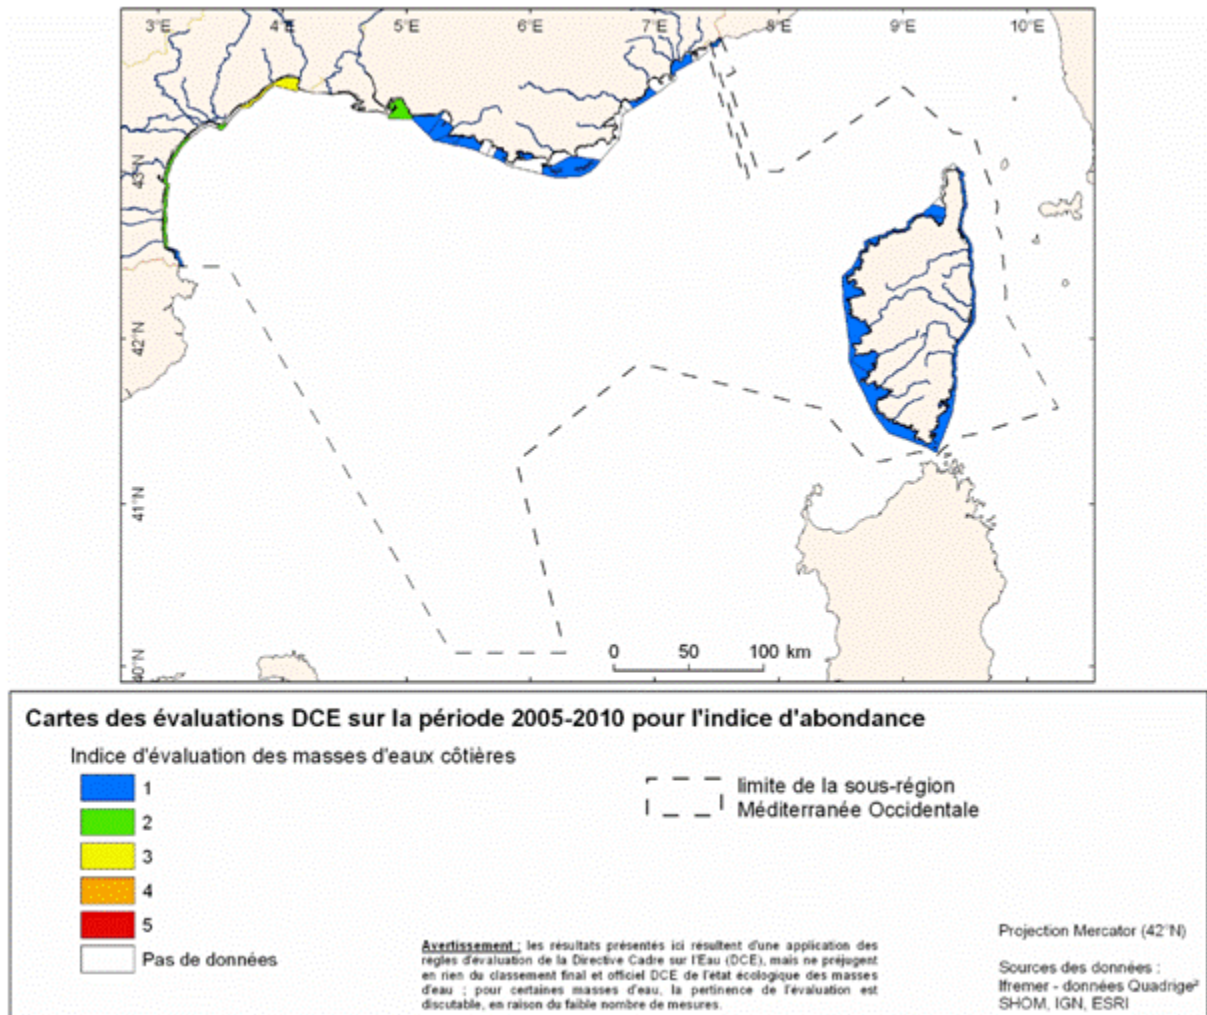 3°E 4°E 5°E 6°E 7°E 8°E 9°E 10°E
43°N
42°N
41°N
40°N
0 50 100 km
Cartes des évaluations DCE sur la période 2005-2010 pour l'indice d'abondance
Indice d'évaluation des masses d'eaux côtières
1
2
3
4
5
Pas de données
limite de la sous-région
Méditerranée Occidentale
Avertissement : les résultats présentés ici résultent d'une application des
règles d'évaluation de la Directive Cadre sur l'Eau (DCE), mais ne préjugent
en rien du classement final et officiel DCE de l'état écologique des masses
d'eau ; pour certaines masses d'eau, la pertinence de l'évaluation est
discutable, en raison du faible nombre de mesures.
Projection Mercator (42°N)
Sources des données :
Ifremer - données Quadrige²
SHOM, IGN, ESRI